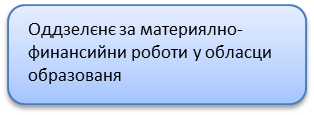 Оддзелєнє за материялно-
финансийни роботи у обласци
образованя